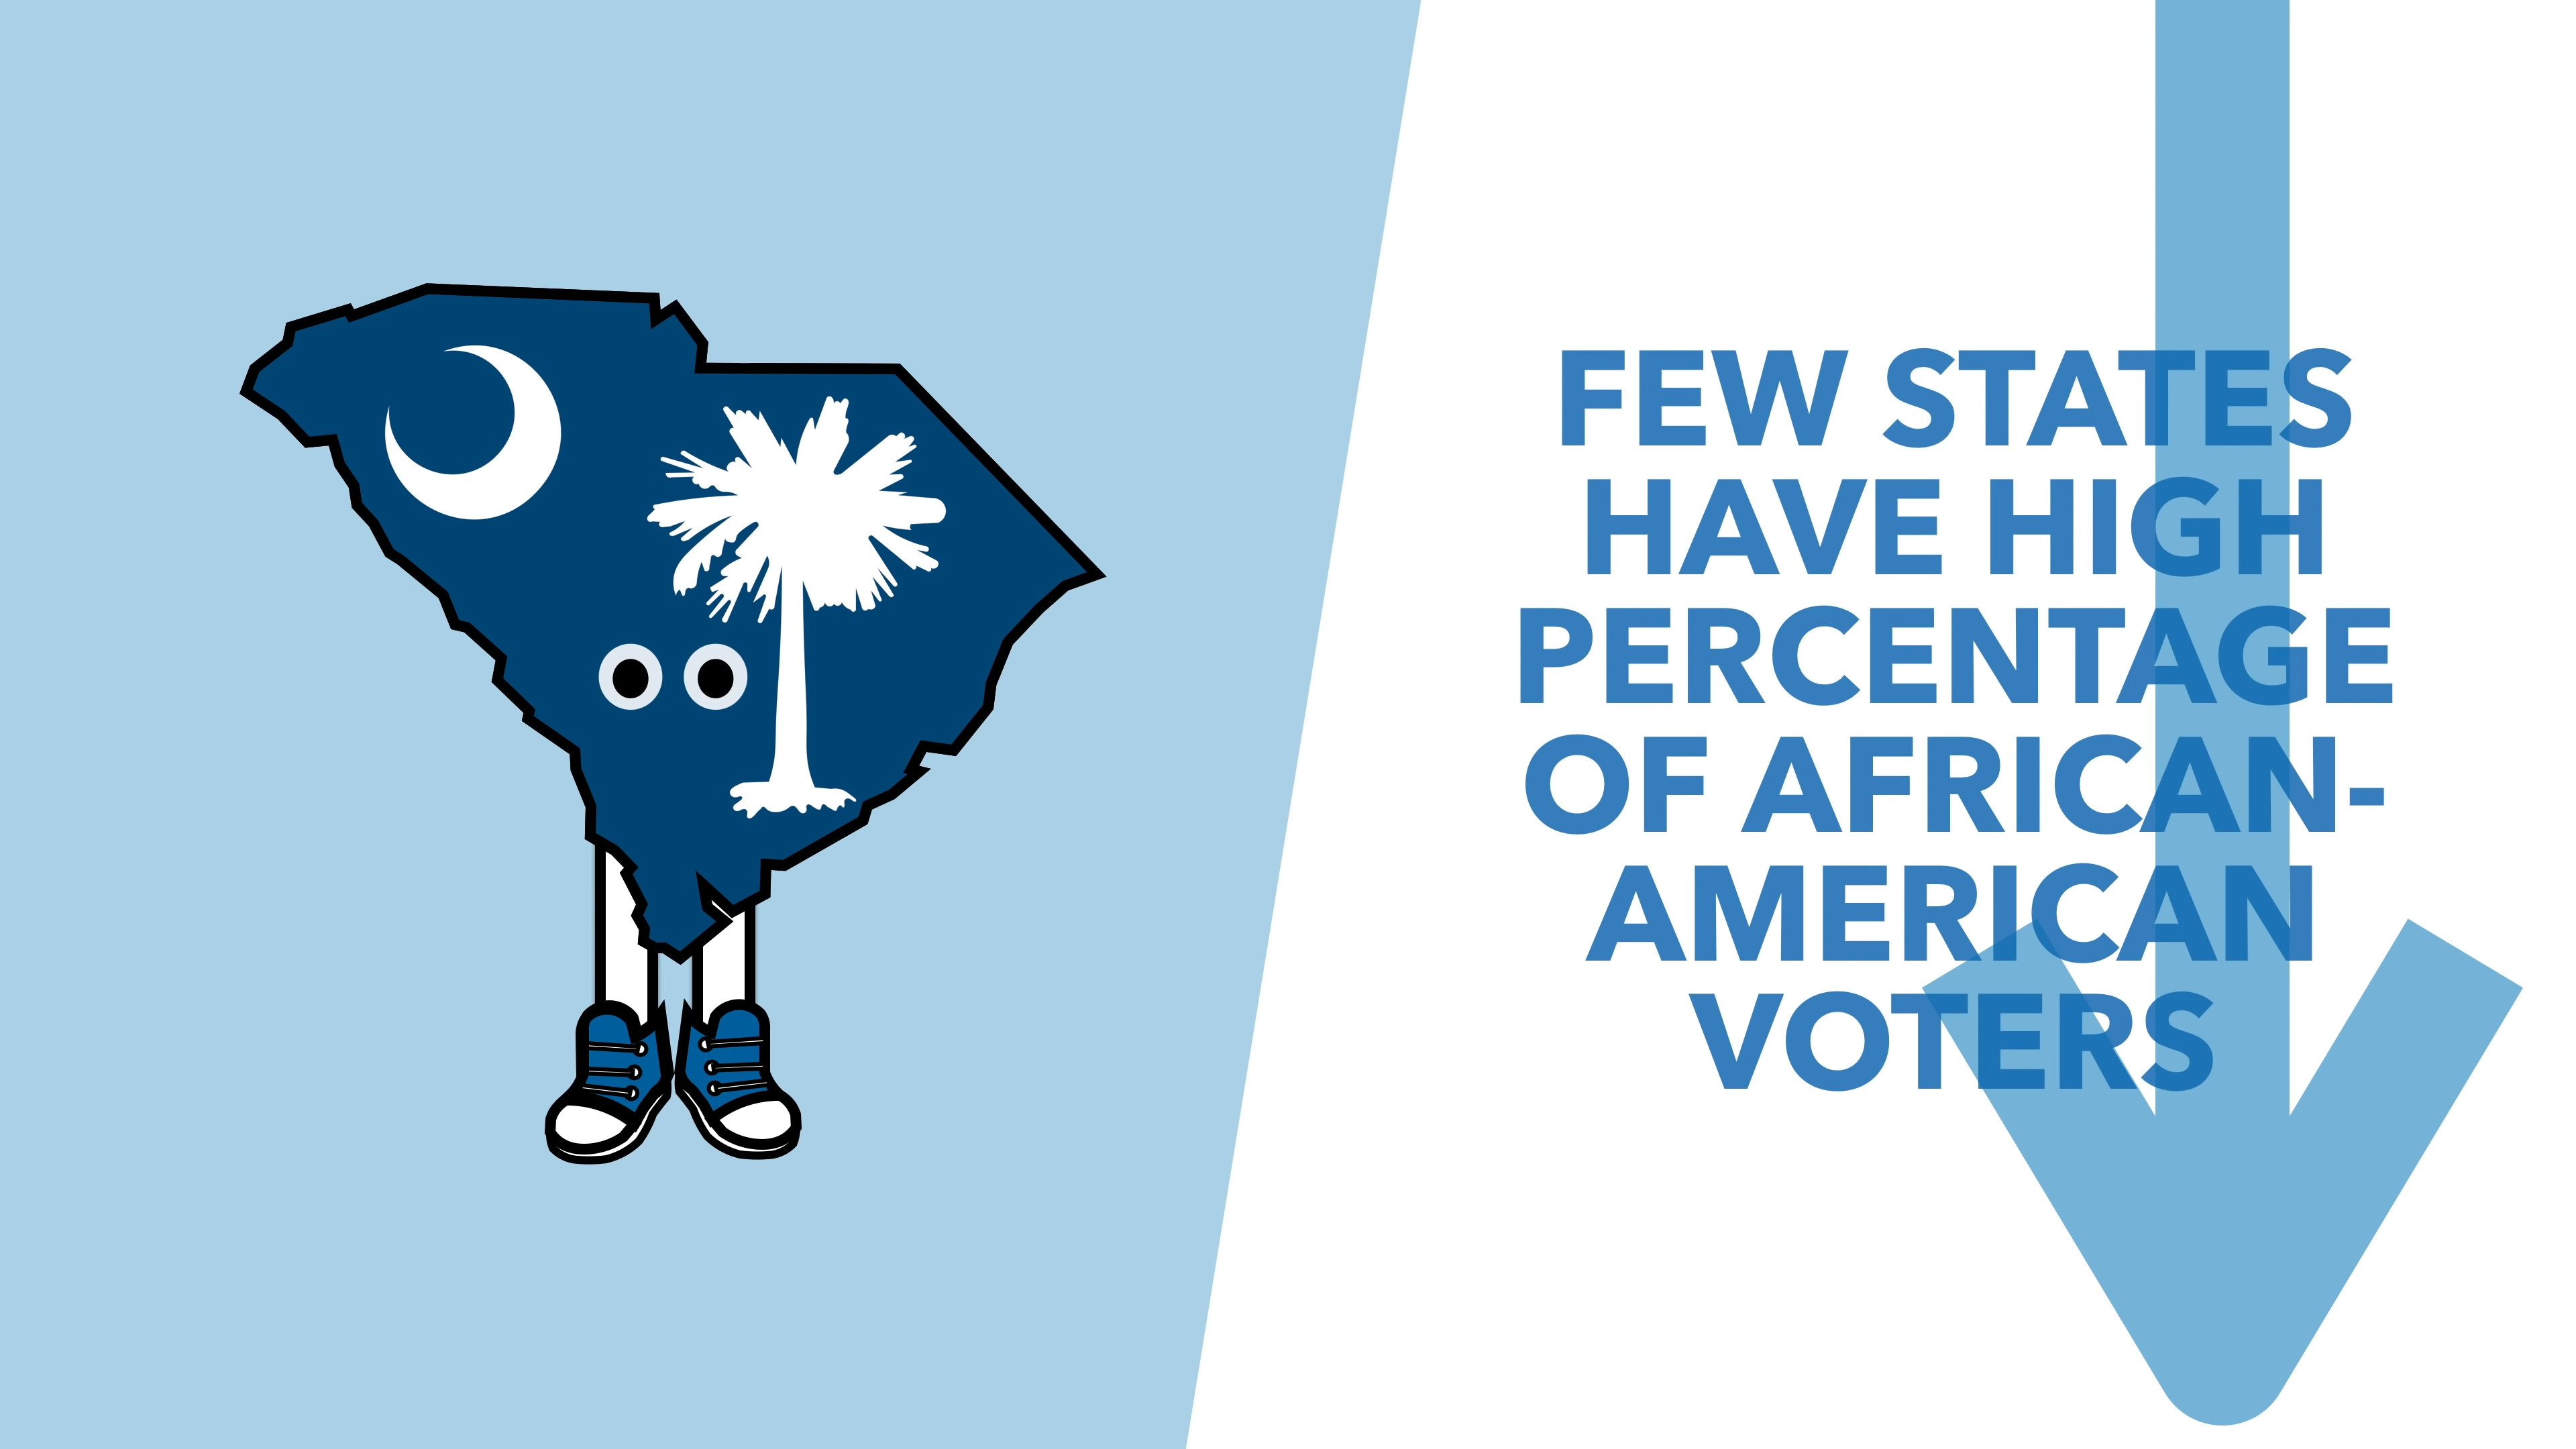 FEW STATES
HAVE HIGH
PERCENTAGE
OF AFRICAN-
AMERICAN
VOTERS